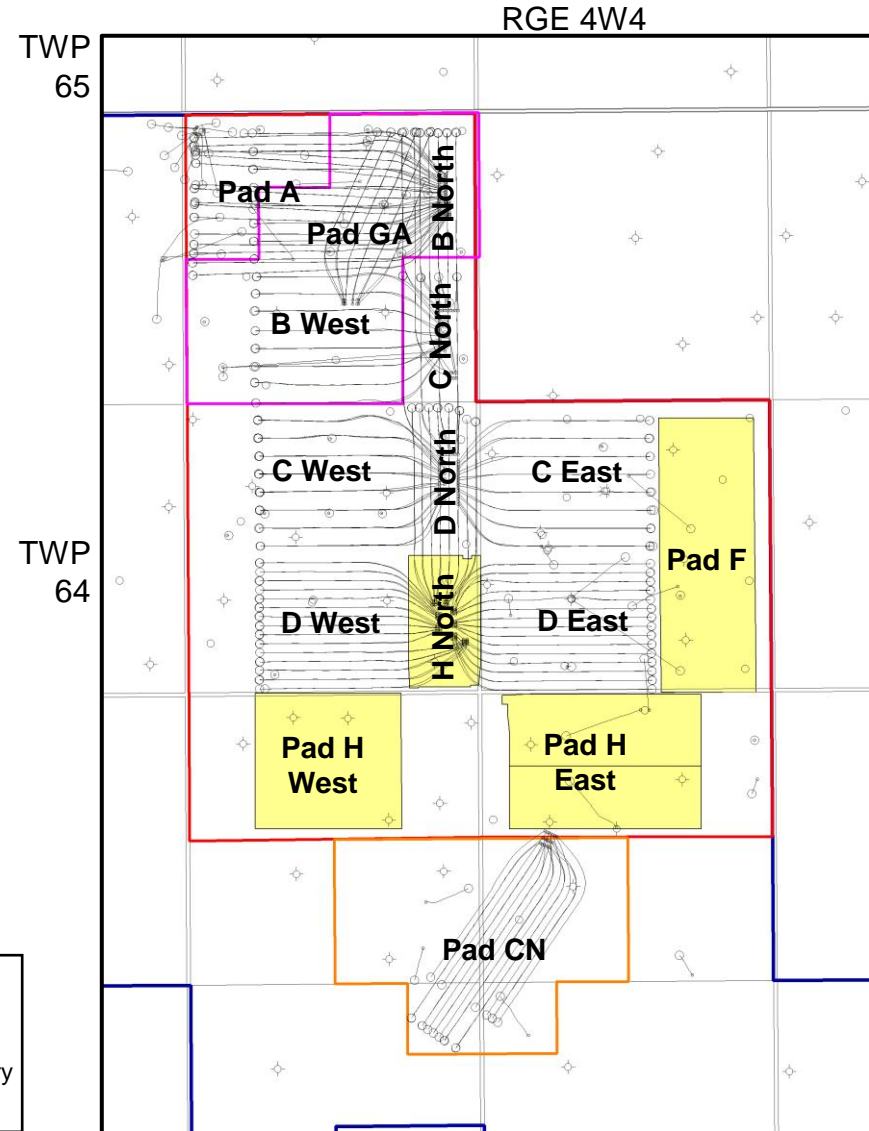 RGE 4W4
TWP
65
B North
Pad A
Pad GA
C North
B West
C West
D North
C East
TWP
64
Pad F
H North
D West
D East
Pad H
West
Pad H
East
Pad CN
ry